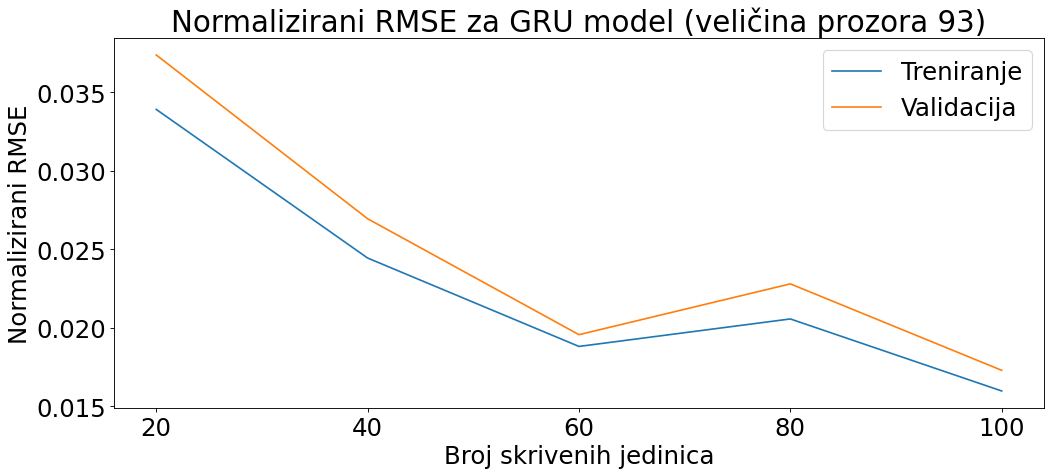 Normalizirani RMSE za GRU model (veličina prozora 93)
Treniranje
Validacija
Normalizirani RMSE
0.035
0.030
0.025
0.020
0.015
20 40 60 80 100
Broj skrivenih jedinica